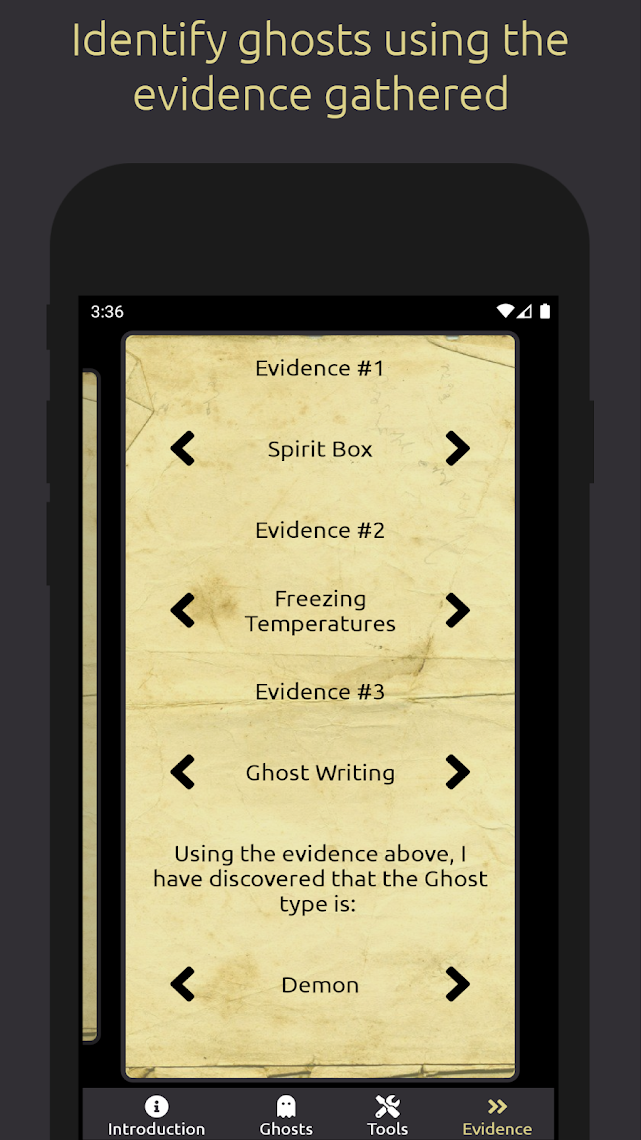 Identify ghosts using the
evidence gathered
3:36
Evidence #1
Spirit Box
Evidence #2
Freezing
Temperatures
Evidence #3
Ghost Writing
Using the evidence above, I
have discovered that the Ghost
type is:
Demon
Introduction
Ghosts
Tools
Evidence